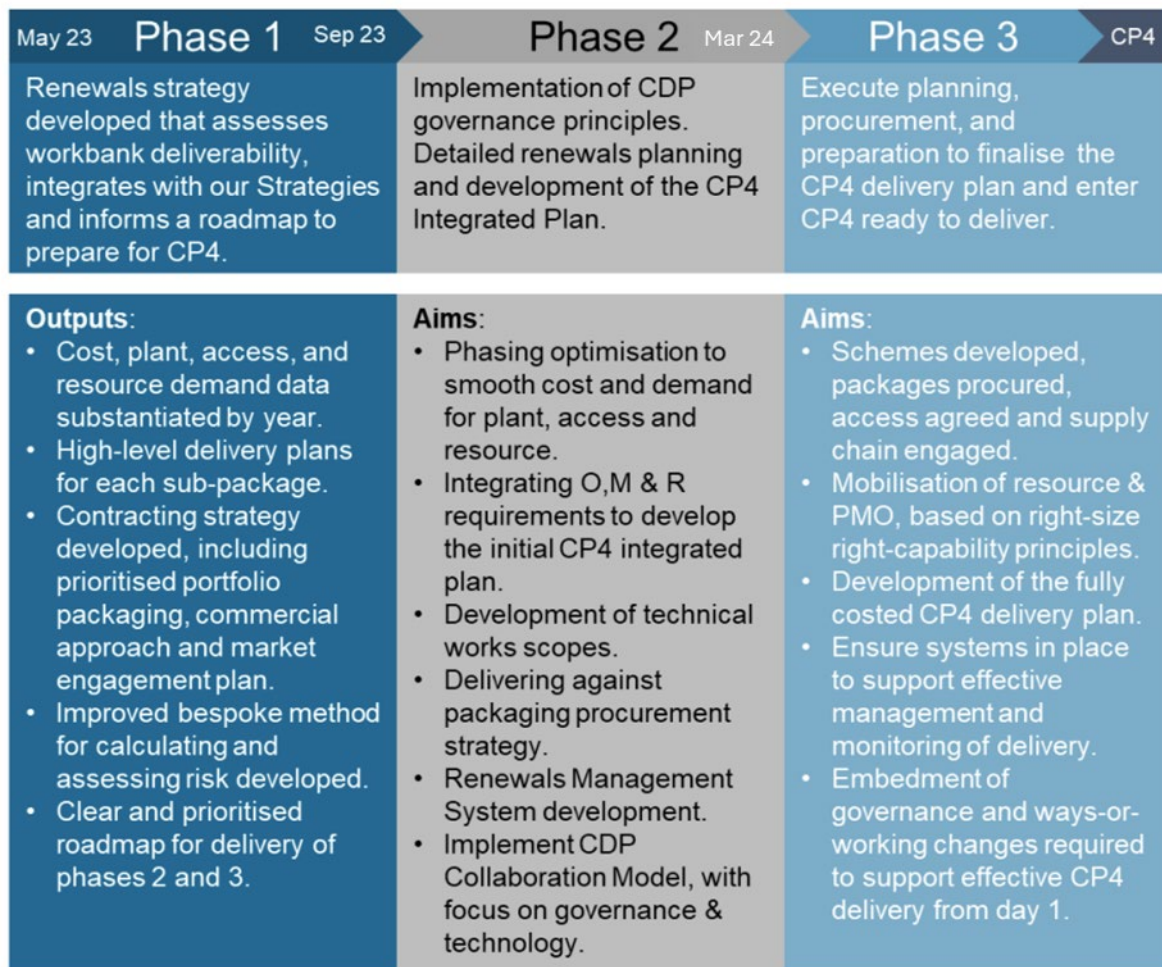 May 23 Phase 1 Sep 23
Phase 2 Mar 24
Phase 3 CP4
Renewals strategy
developed that assesses
workbank deliverability,
integrates with our Strategies
and informs a roadmap to
prepare for CP4.
Implementation of CDP
governance principles.
Detailed renewals planning
and development of the CP4
Integrated Plan.
Execute planning,
procurement, and
preparation to finalise the
CP4 delivery plan and enter
CP4 ready to deliver.
Outputs:
• Cost, plant, access, and
resource demand data
substantiated by year.
• High-level delivery plans
for each sub-package.
• Contracting strategy
developed, including
prioritised portfolio
packaging, commercial
approach and market
engagement plan.
• Improved bespoke method
for calculating and
assessing risk developed.
• Clear and prioritised
roadmap for delivery of
phases 2 and 3.
Aims:
• Phasing optimisation to
smooth cost and demand
for plant, access and
resource.
• Integrating O,M & R
requirements to develop
the initial CP4 integrated
plan.
• Development of technical
works scopes.
• Delivering against
packaging procurement
strategy.
• Renewals Management
System development.
• Implement CDP
Collaboration Model, with
focus on governance &
technology.
Aims:
• Schemes developed,
packages procured,
access agreed and supply
chain engaged.
• Mobilisation of resource &
PMO, based on right-size
right-capability principles.
• Development of the fully
costed CP4 delivery plan.
• Ensure systems in place
to support effective
management and
monitoring of delivery.
• Embedment of
governance and ways-or-
working changes required
to support effective CP4
delivery from day 1.